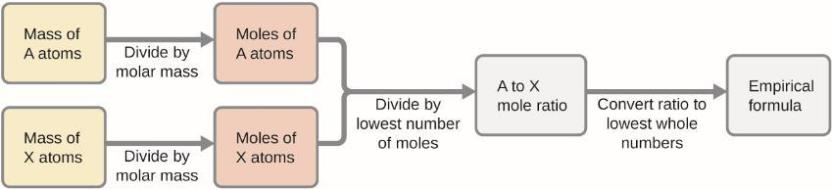 Mass of
A atoms
Divide by
molar mass
Moles of
A atoms
Mass of
X atoms
Divide by
molar mass
Moles of
X atoms
Divide by
lowest number
of moles
A to X
mole ratio
Convert ratio to
lowest whole
numbers
Empirical
formula